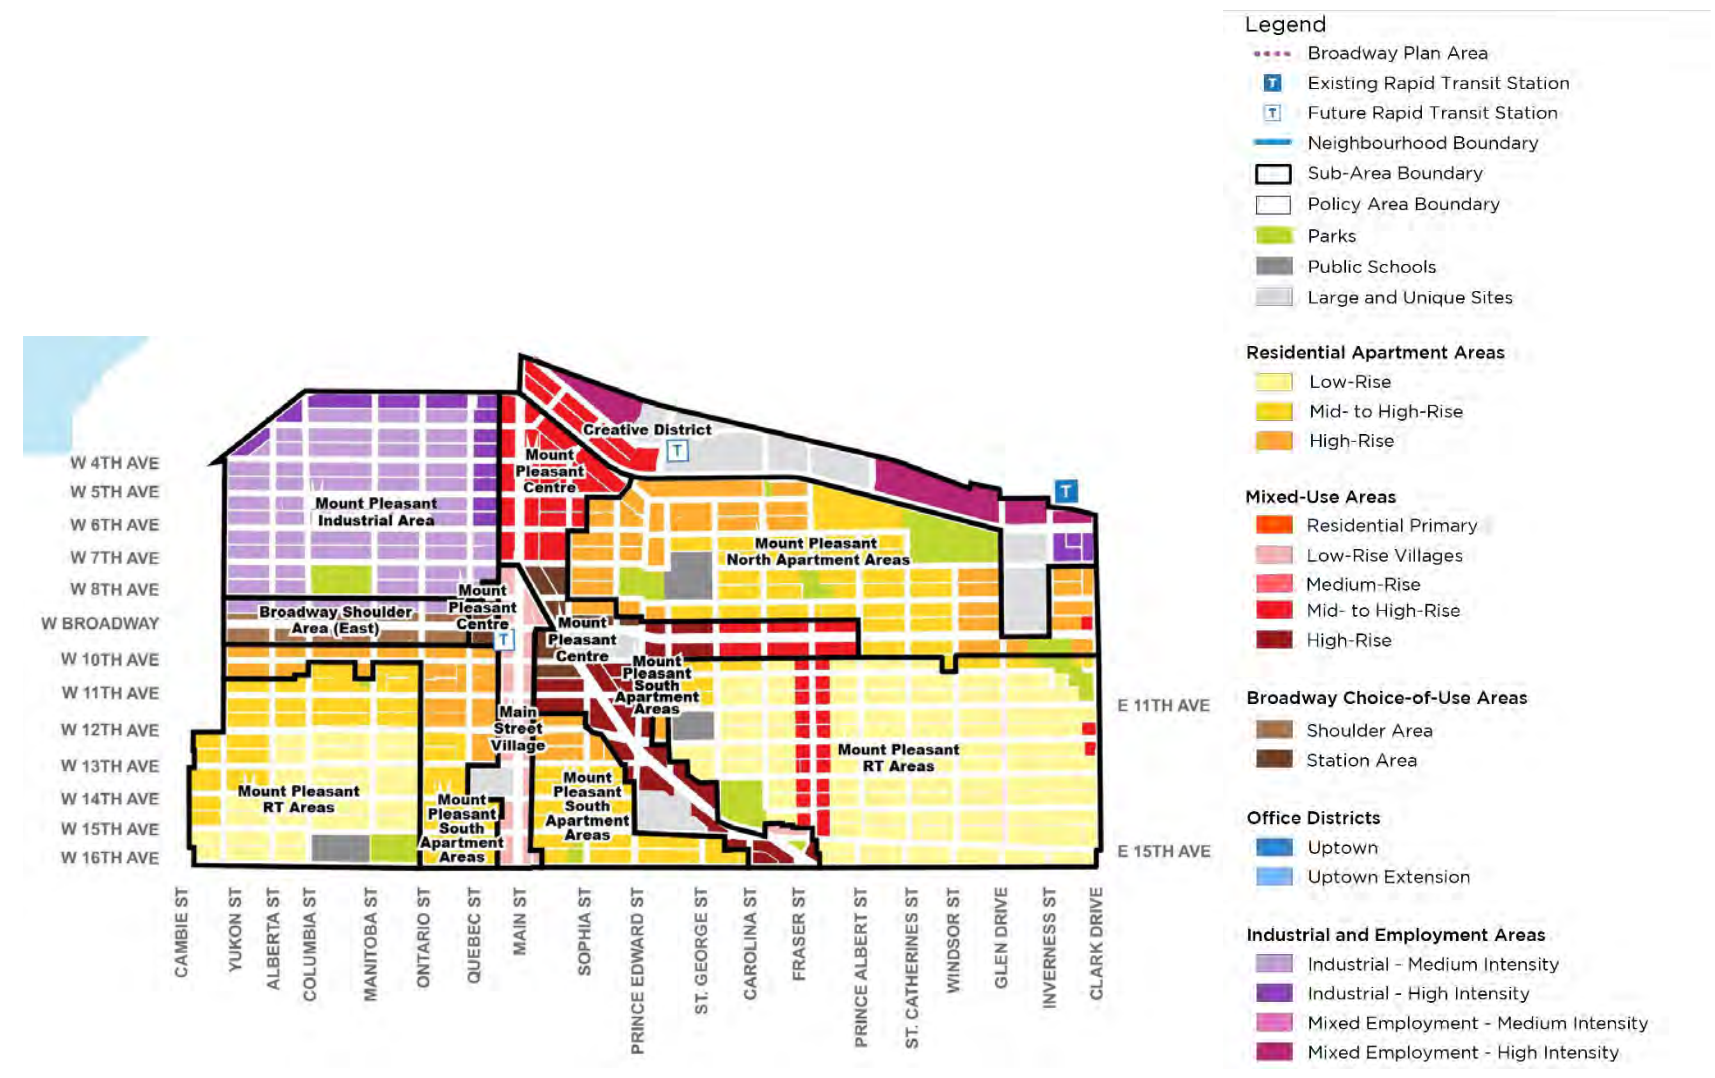 Legend
Broadway Plan Area
T Existing Rapid Transit Station
T Future Rapid Transit Station
Neighbourhood Boundary
Sub-Area Boundary
Policy Area Boundary
Parks
Public Schools
Large and Unique Sites
Residential Apartment Areas
Low-Rise
Mid- to High-Rise
High-Rise
Mixed-Use Areas
Residential Primary
Low-Rise Villages
Medium-Rise
Mid- to High-Rise
High-Rise
Broadway Choice-of-Use Areas
Shoulder Area
Station Area
Office Districts
Uptown
Uptown Extension
Industrial and Employment Areas
Industrial - Medium Intensity
Industrial - High Intensity
Mixed Employment - Medium Intensity
Mixed Employment - High Intensity
W 4TH AVE
W 5TH AVE
W 6TH AVE
W 7TH AVE
W 8TH AVE
W BROADWAY
W 10TH AVE
W 11TH AVE
W 12TH AVE
W 13TH AVE
W 14TH AVE
W 15TH AVE
W 16TH AVE
Creative District
T
T
Mount
Pleasant
Centre
Mount Pleasant
Industrial Area
Mount Pleasant
North Apartment Areas
Broadway Shoulder
Area (East)
Mount
Pleasant
Centre
T
Mount
Pleasant
Centre
Mount
Pleasant
South
Apartment
Areas
Main
Street
Village
Mount Pleasant
RT Areas
Mount Pleasant
RT Areas
Mount
Pleasant
South
Apartment
Areas
Mount
Pleasant
South
Apartment
Areas
E 11TH AVE
E 15TH AVE
CAMBIE ST
YUKON ST
ALBERTA ST
COLUMBIA ST
MANITOBA ST
ONTARIO ST
QUEBEC ST
MAIN ST
SOPHIA ST
PRINCE EDWARD ST
ST. GEORGE ST
CAROLINA ST
FRASER ST
PRINCE ALBERT ST
ST. CATHERINES ST
WINDSOR ST
GLEN DRIVE
INVERNESS ST
CLARK DRIVE